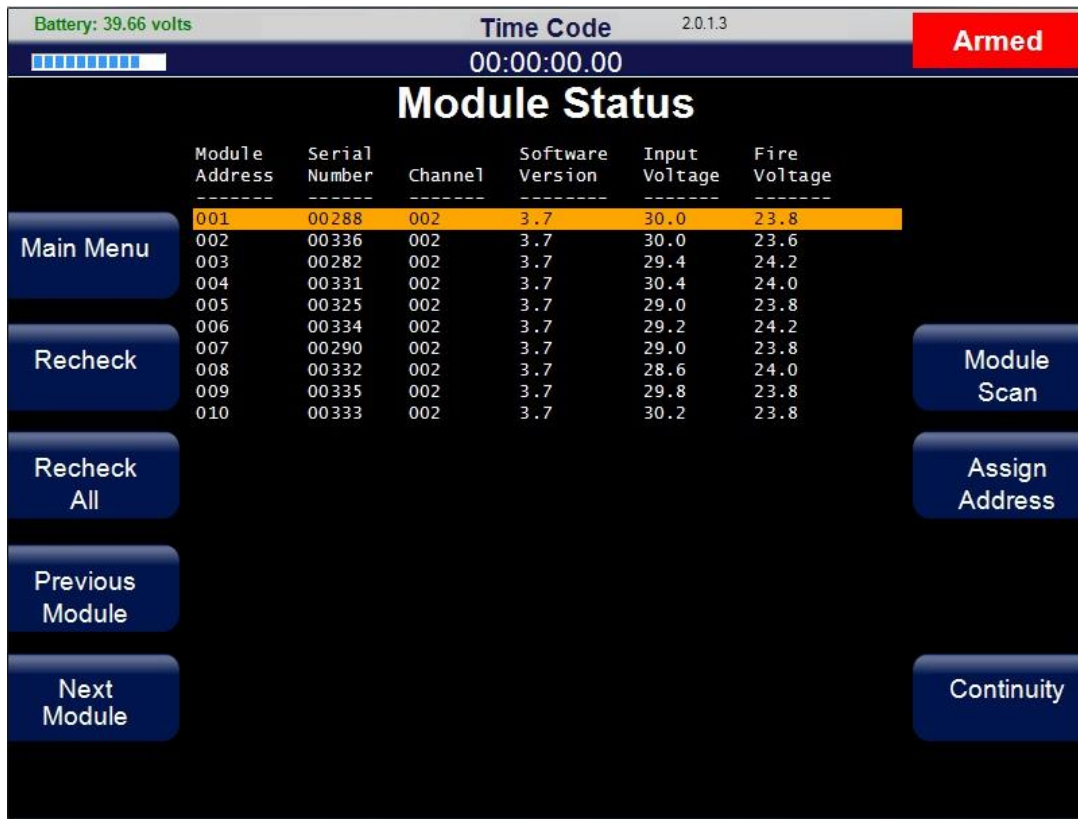 Battery: 39.66 volts
Time Code 2.0.1.3
Armed
00:00:00.00
Module Status
Module Serial Software Input Fire
Address Number Channel Version Voltage Voltage
------- ------ ------- -------- ------- -------
001 00288 002 3.7 30.0 23.8
002 00336 002 3.7 30.0 23.6
003 00282 002 3.7 29.4 24.2
004 00331 002 3.7 30.4 24.0
005 00325 002 3.7 29.0 23.8
006 00334 002 3.7 29.2 24.2
007 00290 002 3.7 29.0 23.8
008 00332 002 3.7 28.6 24.0
009 00335 002 3.7 29.8 23.8
010 00333 002 3.7 30.2 23.8
Main Menu
Recheck
Recheck
All
Previous
Module
Next
Module
Module
Scan
Assign
Address
Continuity